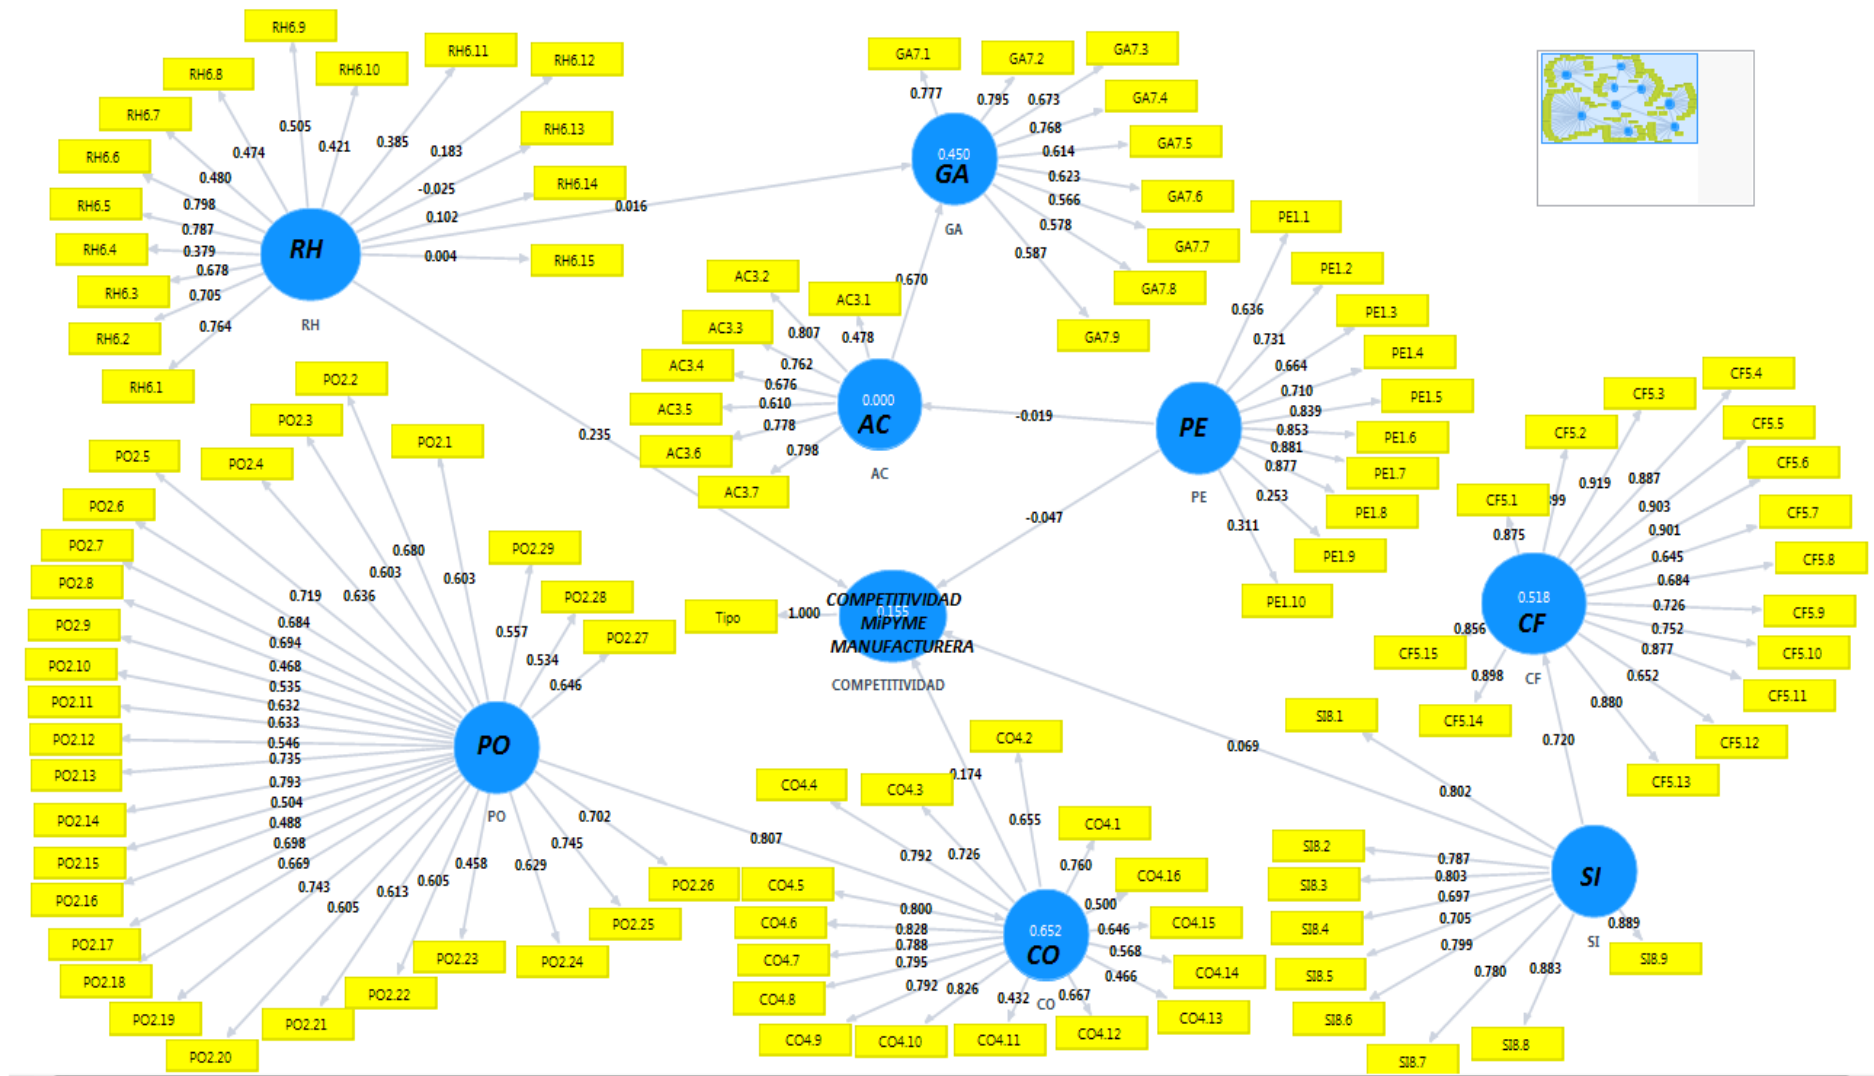 RH6.9
RH6.8
RH6.10
RH6.11
RH6.12
RH6.7
RH6.13
RH6.6
RH6.14
RH6.5
RH6.4
RH6.15
RH6.3
RH6.2
RH6.1
0.505
0.421
0.385
0.183
0.474
-0.025
0.480
0.102
0.798
0.787
0.379
0.004
0.678
0.705
0.764
RH
RH
0.016
0.235
GA7.1
GA7.2
GA7.3
GA7.4
GA7.5
GA7.6
GA7.7
GA7.8
GA7.9
0.777
0.795
0.673
0.768
0.614
0.623
0.566
0.578
0.587
0.450
GA
GA
0.670
AC3.2
AC3.1
AC3.3
AC3.4
AC3.5
AC3.6
AC3.7
0.807
0.478
0.762
0.676
0.610
0.778
0.798
0.000
AC
AC
-0.019
PE1.1
PE1.2
PE1.3
PE1.4
PE1.5
PE1.6
PE1.7
PE1.8
PE1.9
PE1.10
0.636
0.731
0.664
0.710
0.839
0.853
0.881
0.877
0.253
0.311
PE
PE
-0.047
CF5.4
CF5.3
CF5.2
CF5.5
CF5.6
CF5.1
CF5.7
CF5.8
CF5.9
CF5.10
CF5.11
CF5.12
CF5.13
CF5.14
CF5.15
0.887
0.919
0.903
0.875
0.901
0.645
0.684
0.726
0.752
0.877
0.652
0.880
0.898
0.856
0.518
CF
CF
0.720
PO2.2
PO2.3
PO2.1
PO2.4
PO2.5
PO2.6
PO2.7
PO2.8
PO2.9
PO2.10
PO2.11
PO2.12
PO2.13
PO2.14
PO2.15
PO2.16
PO2.17
PO2.18
PO2.19
PO2.20
PO2.21
PO2.22
PO2.23
PO2.24
PO2.25
PO2.26
PO2.27
PO2.28
PO2.29
0.680
0.603
0.603
0.636
0.719
0.684
0.694
0.468
0.535
0.632
0.633
0.546
0.735
0.793
0.504
0.488
0.698
0.669
0.743
0.605
0.613
0.605
0.458
0.629
0.745
0.702
0.646
0.534
0.557
PO
PO
0.807
Tipo
1.000
0.155
COMPETITIVIDAD
MiPYME
MANUFACTURERA
COMPETITIVIDAD
0.069
0.174
CO4.2
CO4.4
CO4.3
CO4.1
CO4.16
CO4.5
CO4.15
CO4.6
CO4.7
CO4.14
CO4.8
CO4.13
CO4.9
CO4.10
CO4.11
CO4.12
0.655
0.792
0.726
0.760
0.500
0.800
0.646
0.828
0.788
0.568
0.795
0.466
0.792
0.826
0.432
0.667
0.652
CO
CO
SI8.1
SI8.2
SI8.3
SI8.4
SI8.5
SI8.6
SI8.7
SI8.8
SI8.9
0.802
0.787
0.803
0.697
0.705
0.799
0.780
0.883
0.889
SI
SI